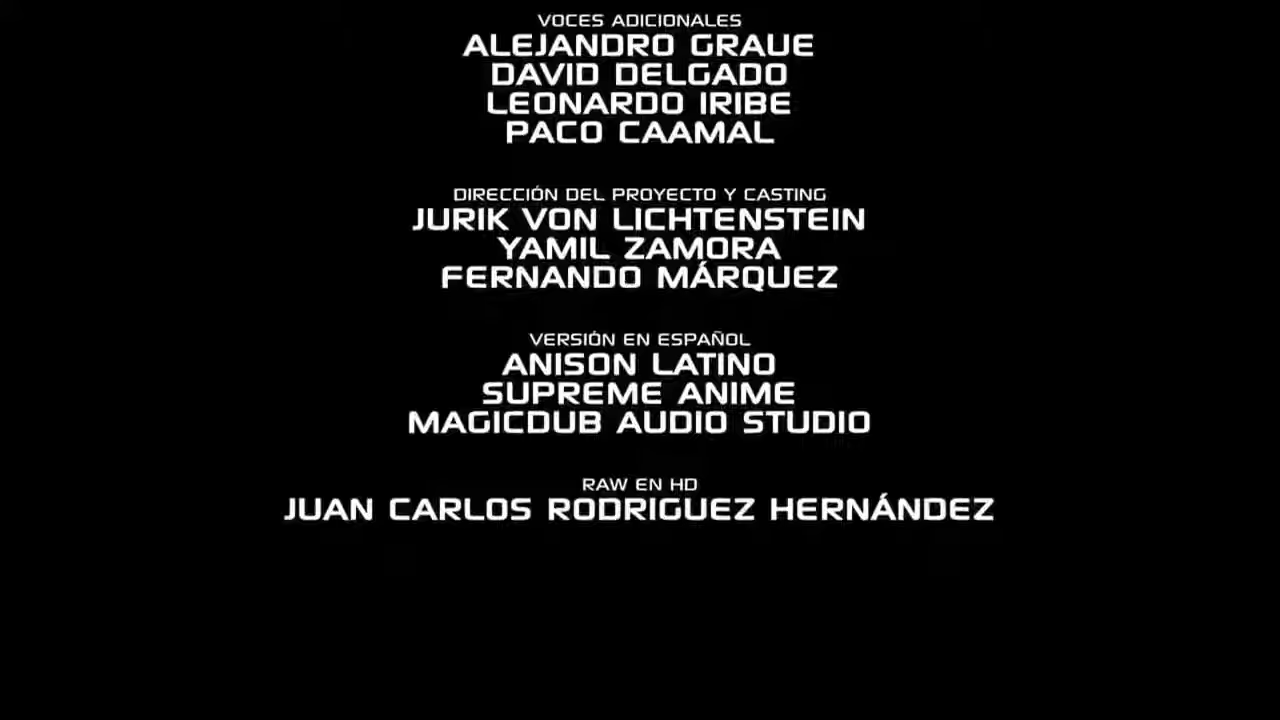 VOCES ADICIONALES
ALEJANDRO GRAUE
DAVID DELGADO
LEONARDO IRIBE
PACO CAAMAL
DIRECCIÓN DEL PROYECTO Y CASTING
JURIK VON LICHTENSTEIN
YAMIL ZAMORA
FERNANDO MÁRQUEZ
VERSIÓN EN ESPAÑOL
ANISON LATINO
SUPREME ANIME
MAGICDUB AUDIO STUDIO
RAW EN HD
JUAN CARLOS RODRIGUEZ HERNÁNDEZ